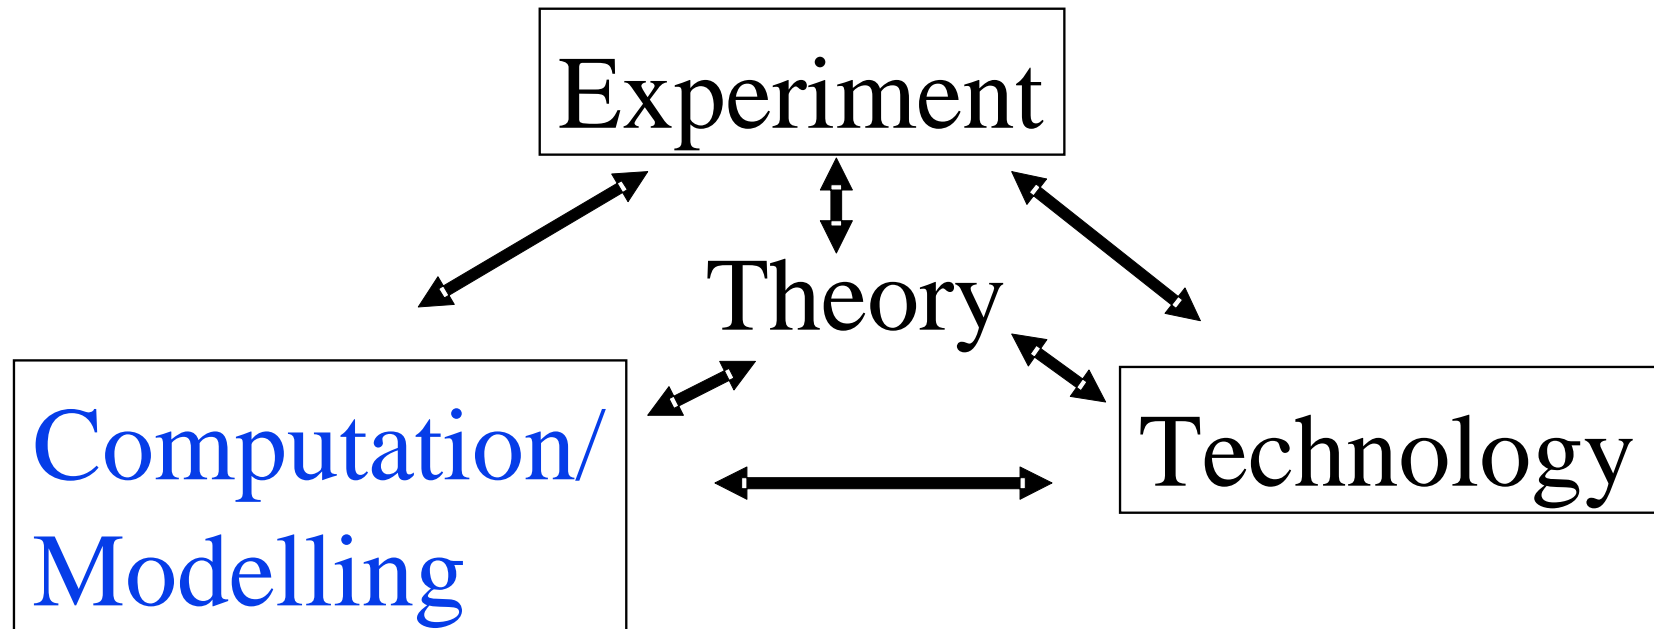 Experiment
Theory
Computation/
Modelling
Technology